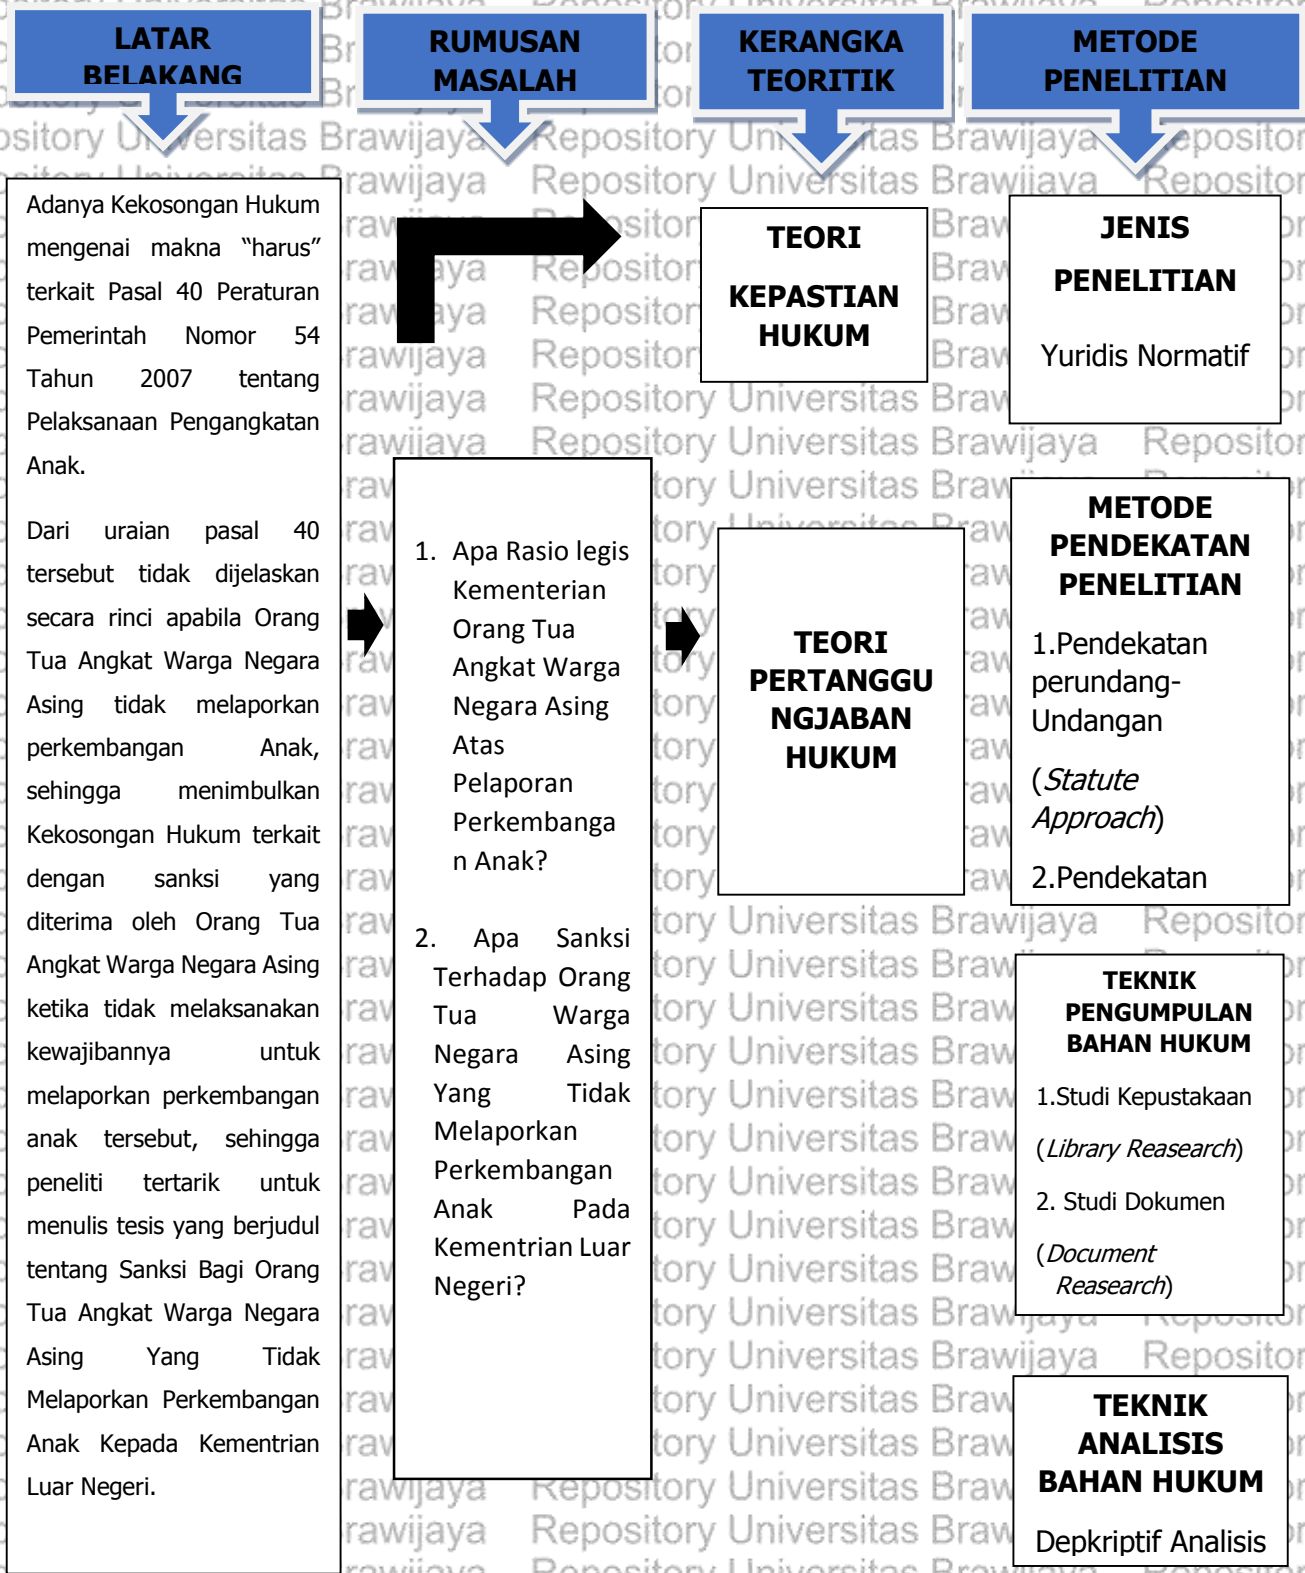 LATAR
BELAKANG
RUMUSAN
MASALAH
KERANGKA
TEORITIK
METODE
PENELITIAN
Adanya Kekosongan Hukum
mengenai makna “harus”
terkait Pasal 40 Peraturan
Pemerintah Nomor 54
Tahun 2007 tentang
Pelaksanaan Pengangkatan
Anak.
Dari uraian pasal 40
tersebut tidak dijelaskan
secara rinci apabila Orang
Tua Angkat Warga Negara
Asing tidak melaporkan
perkembangan Anak,
sehingga menimbulkan
Kekosongan Hukum terkait
dengan sanksi yang
diterima oleh Orang Tua
Angkat Warga Negara Asing
ketika tidak melaksanakan
kewajibannya untuk
melaporkan perkembangan
anak tersebut, sehingga
peneliti tertarik untuk
menulis tesis yang berjudul
tentang Sanksi Bagi Orang
Tua Angkat Warga Negara
Asing Yang Tidak
Melaporkan Perkembangan
Anak Kepada Kementrian
Luar Negeri.
1. Apa Rasio legis
Kementerian
Orang Tua
Angkat Warga
Negara Asing
Atas
Pelaporan
Perkembanga
n Anak?
2. Apa Sanksi
Terhadap Orang
Tua Warga
Negara Asing
Yang Tidak
Melaporkan
Perkembangan
Anak Pada
Kementrian Luar
Negeri?
TEORI
KEPASTIAN
HUKUM
TEORI
PERTANGGU
NGJABAN
HUKUM
JENIS
PENELITIAN
Yuridis Normatif
METODE
PENDEKATAN
PENELITIAN
1.Pendekatan
perundang-
Undangan
(Statute
Approach)
2.Pendekatan
TEKNIK
PENGUMPULAN
BAHAN HUKUM
1.Studi Kepustakaan
(Library Reasearch)
2. Studi Dokumen
(Document
Reasearch)
TEKNIK
ANALISIS
BAHAN HUKUM
Depkriptif Analisis
Repository Universitas Brawijaya